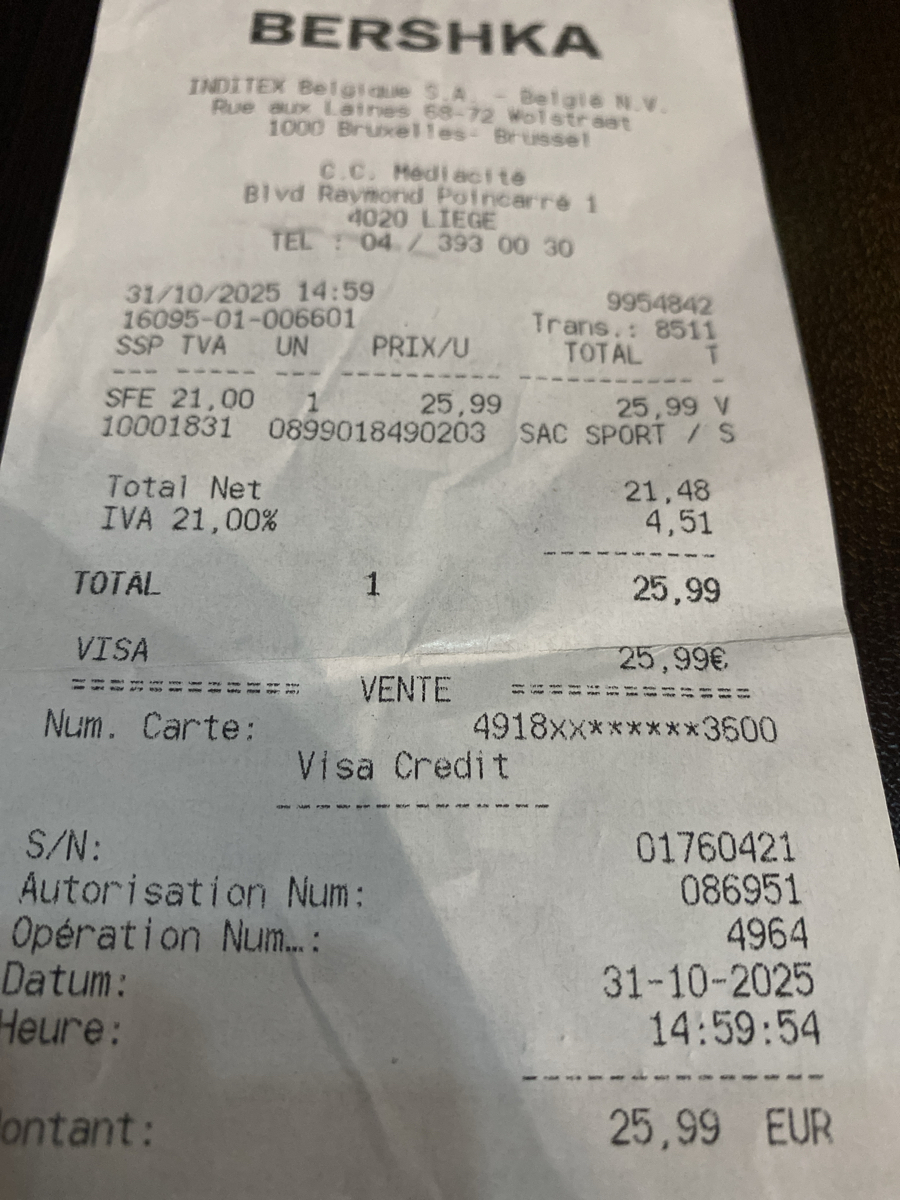 BERSHKA
INDITEX Belgique S.A. - België N.V.
Rue aux Laines 68-72 Wolstraat
1000 Bruxelles- Brussel
C.C. Médiacité
Blvd Raymond Poincarré 1
4020 LIEGE
TEL : 04 / 393 00 30
31/10/2025 14:59 9954842
16095-01-006601 Trans.: 8511
SSP TVA UN PRIX/U TOTAL T
--- ----- --- ---------- ----------- -
SFE 21,00 1 25,99 25,99 V
10001831 0899018490203 SAC SPORT / S
Total Net 21,48
IVA 21,00% 4,51
----------
TOTAL 1 25,99
VISA 25,99€
============ VENTE =============
Num. Carte: 4918xx******3600
Visa Credit
---------------
S/N: 01760421
Autorisation Num: 086951
Opération Num…: 4964
Datum: 31-10-2025
Heure: 14:59:54
--------------
ontant: 25,99 EUR